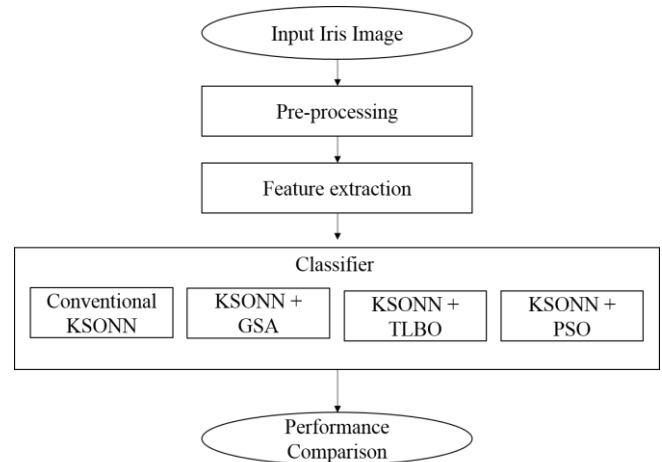 Input Iris Image
Pre-processing
Feature extraction
Classifier
Conventional
KSONN
KSONN +
GSA
KSONN +
TLBO
KSONN +
PSO
Performance
Comparison